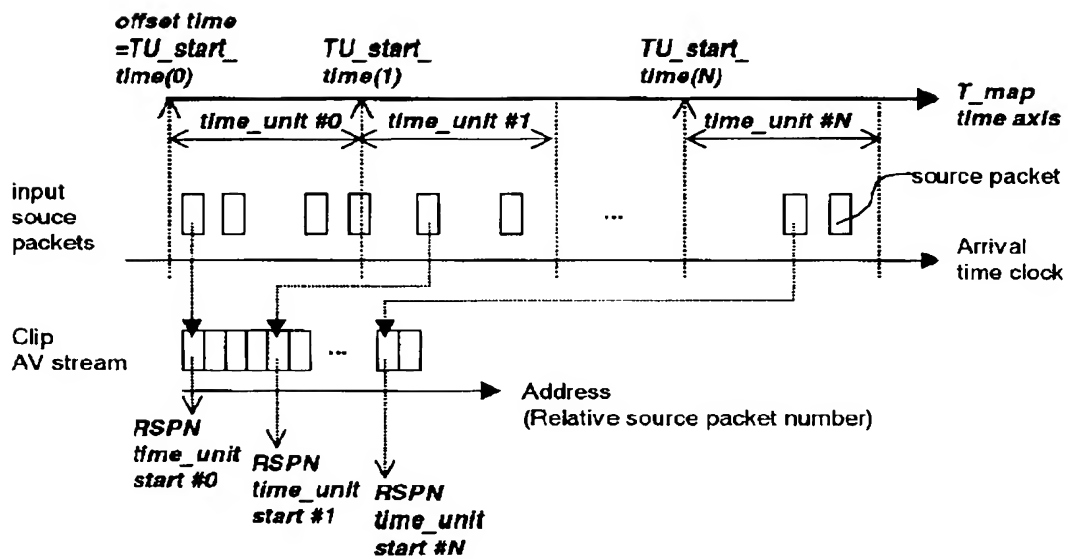 offset time
=TU_start_
time(0)
TU_start_
time(1)
TU_start_
time(N)
T_map
time axis
time_unit #0
time_unit #1
time_unit #N
input
souce
packets
source packet
...
Arrival
time clock
Clip
AV stream
...
Address
(Relative source packet number)
RSPN
time_unit
start #0
RSPN
time_unit
start #1
RSPN
time_unit
start #N